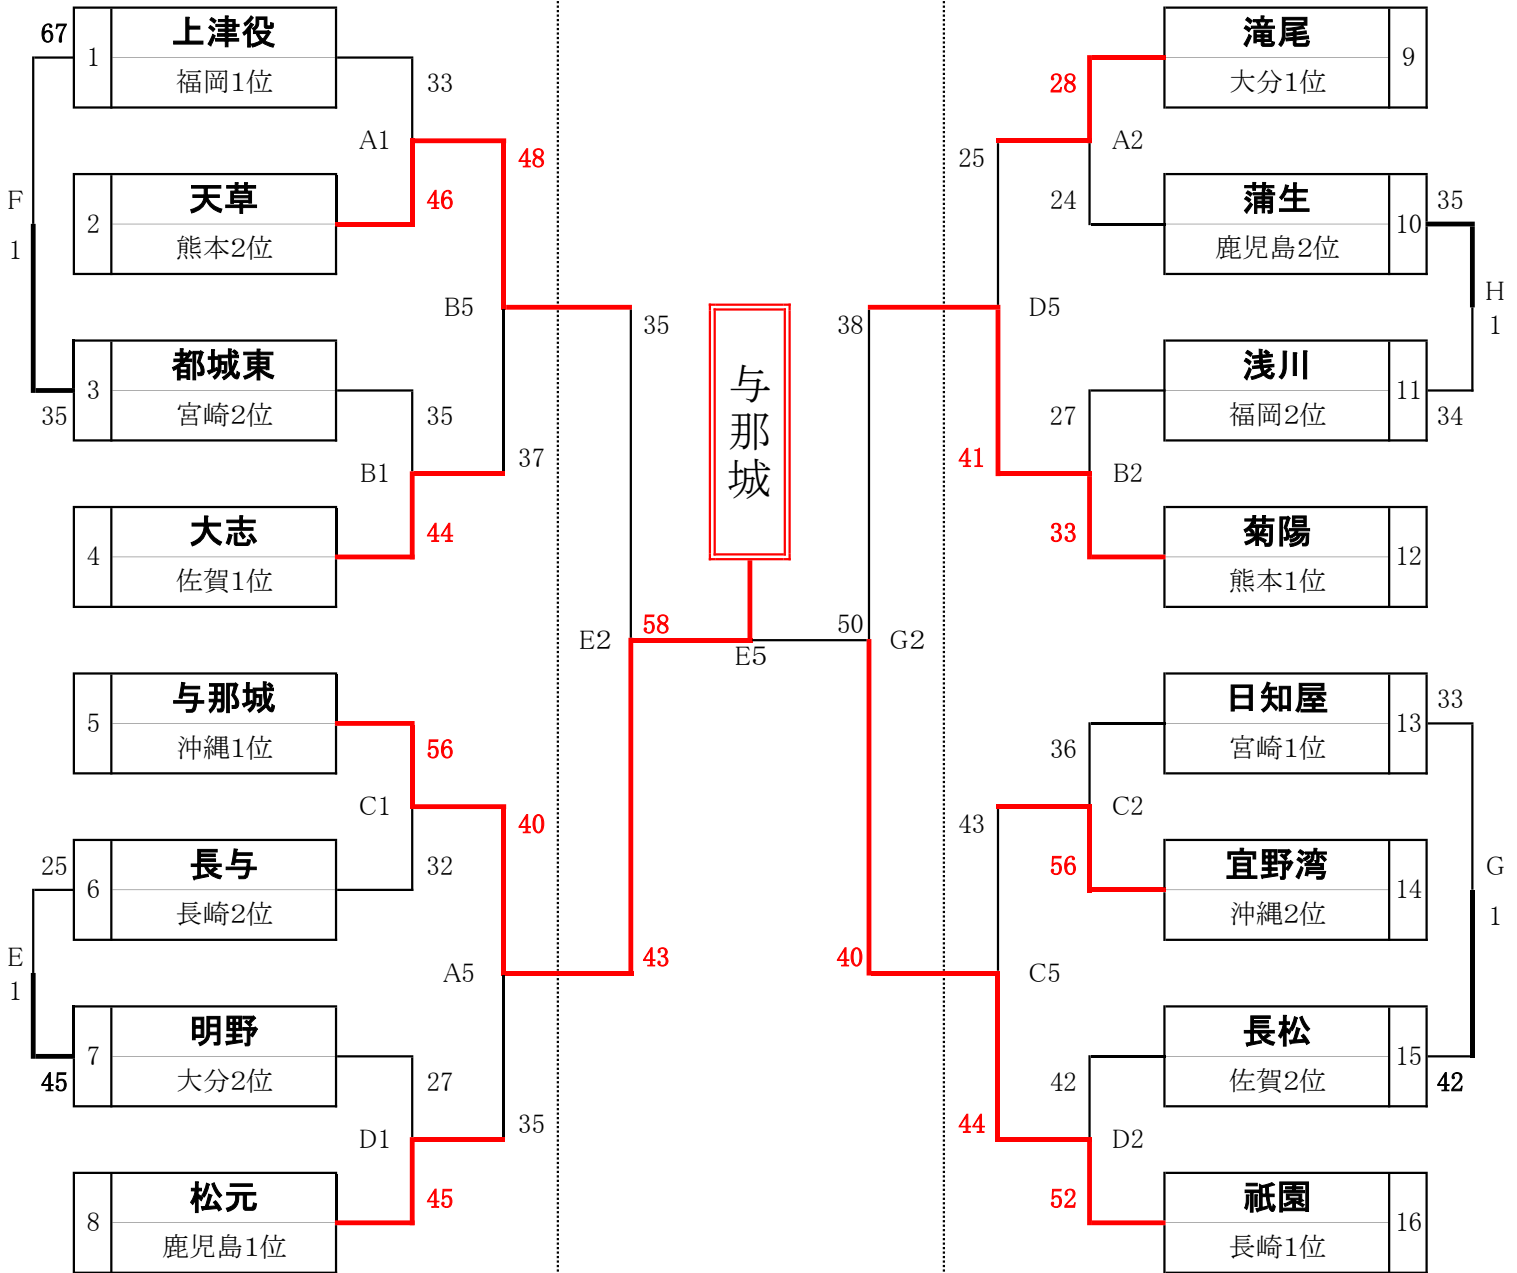 67
1
上津役
福岡1位
33
A1
48
2
天草
熊本2位
46
F
1
B5
35
3
都城東
宮崎2位
35
35
B1
37
4
大志
佐賀1位
44
E2
58
5
与那城
沖縄1位
56
C1
40
25
6
長与
長崎2位
32
E
1
A5
43
7
明野
大分2位
45
27
D1
35
8
松元
鹿児島1位
45
与那城
E5
滝尾
大分1位
9
28
A2
25
24
蒲生
鹿児島2位
10
35
H
1
D5
38
浅川
福岡2位
11
34
27
B2
41
33
菊陽
熊本1位
12
50
G2
日知屋
宮崎1位
13
33
36
C2
43
56
宜野湾
沖縄2位
14
G
1
C5
40
長松
佐賀2位
15
42
42
D2
44
52
祇園
長崎1位
16